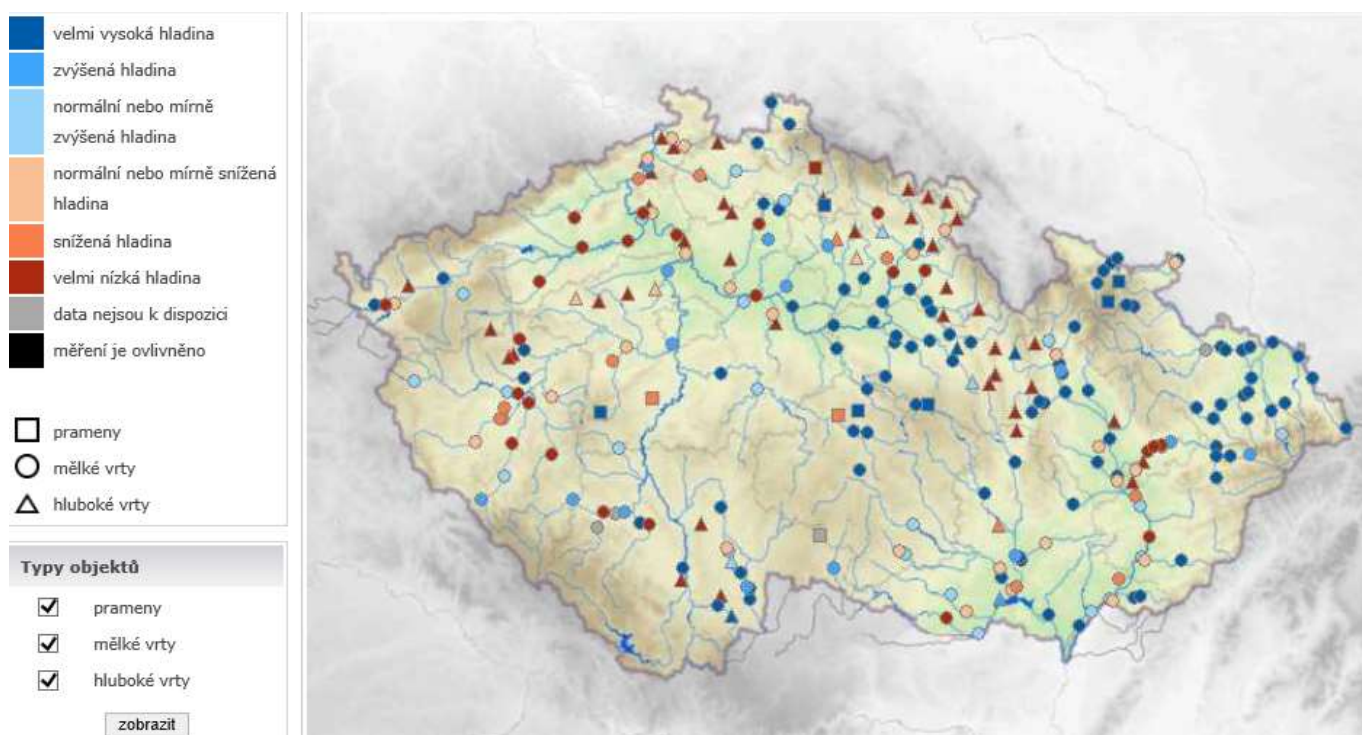 velmi vysoká hladina
zvýšená hladina
normální nebo mírně
zvýšená hladina
normální nebo mírně snížená
hladina
snížená hladina
velmi nízká hladina
data nejsou k dispozici
měření je ovlivněno
prameny
mělké vrty
hluboké vrty
Typy objektů
prameny
mělké vrty
hluboké vrty
zobrazit